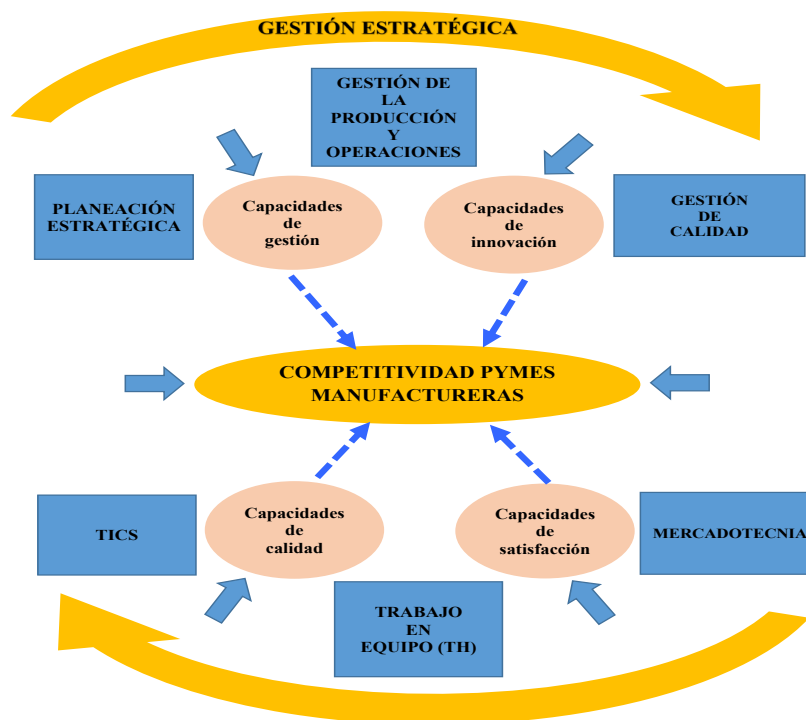 GESTIÓN ESTRATÉGICA
GESTIÓN DE
LA
PRODUCCIÓN
Y
OPERACIONES
PLANEACIÓN
ESTRATÉGICA
Capacidades
de
gestión
Capacidades
de
innovación
GESTIÓN
DE
CALIDAD
COMPETITIVIDAD PYMES
MANUFACTURERAS
TICS
Capacidades
de
calidad
Capacidades
de
satisfacción
MERCADOTECNIA
TRABAJO
EN
EQUIPO (TH)